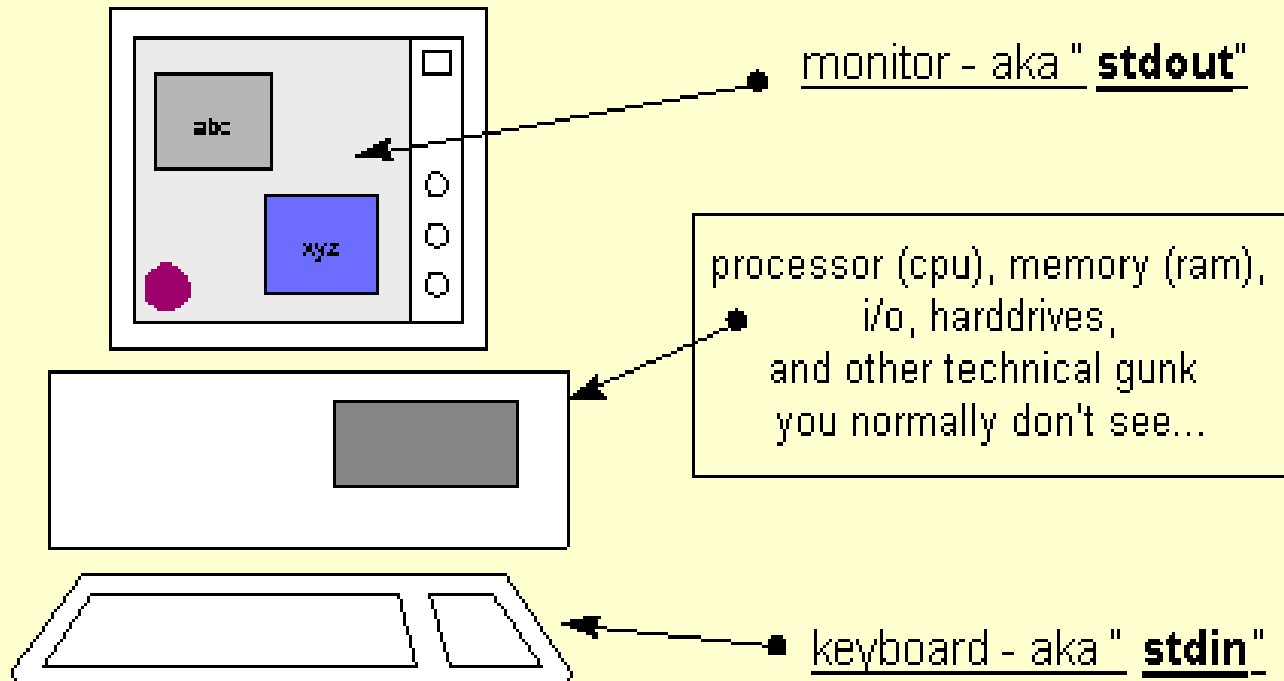 monitor - aka " stdout"
abc
xyz
processor (cpu), memory (ram),
i/o, harddrives,
and other technical gunk
you normally don't see...
keyboard - aka " stdin"